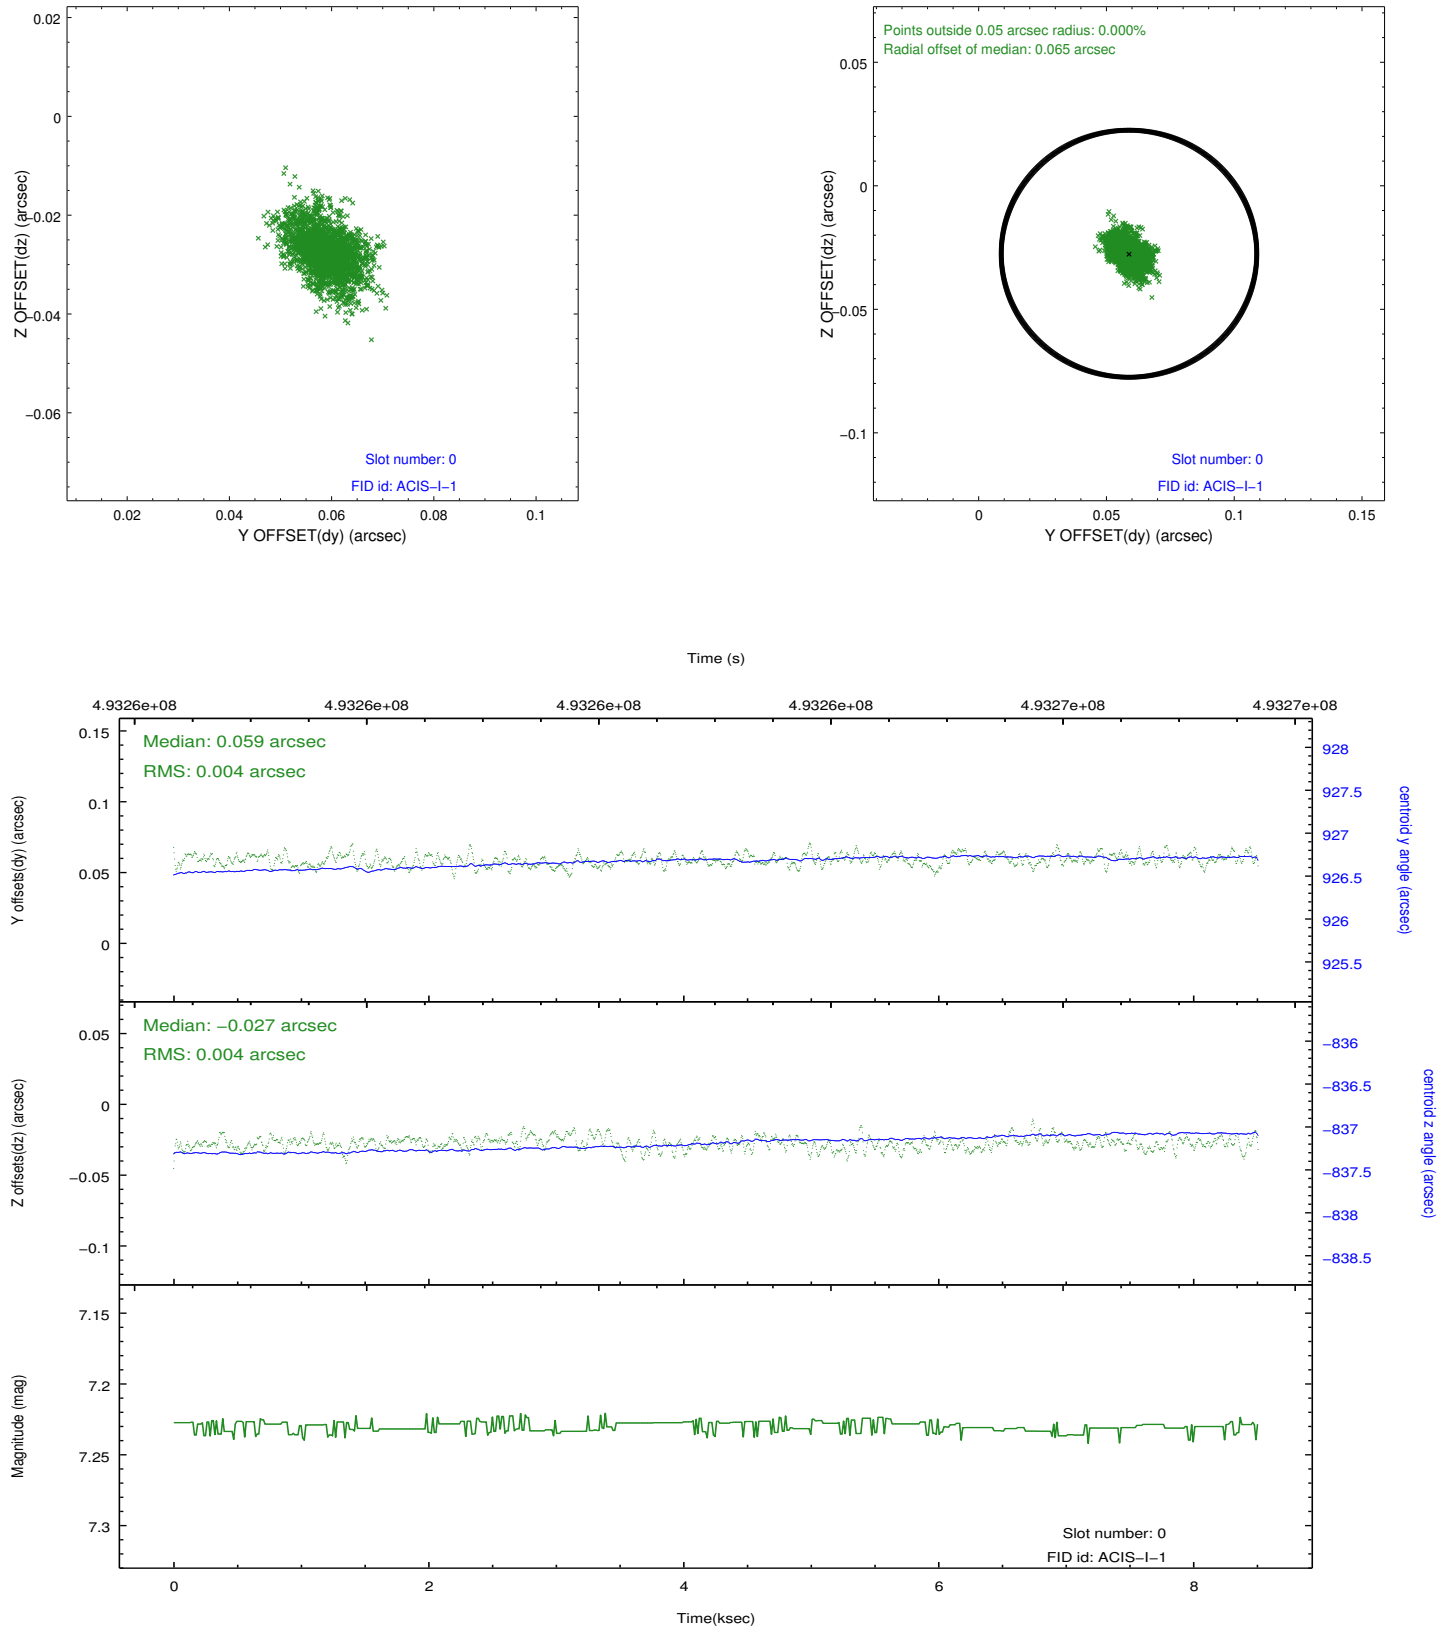 0.02
0
−0.02
−0.04
−0.06
Z OFFSET(dz) (arcsec)
Slot number: 0
FID id: ACIS−I−1
0.02 0.04 0.06 0.08 0.1
Y OFFSET(dy) (arcsec)
Points outside 0.05 arcsec radius: 0.000%
Radial offset of median: 0.065 arcsec
0.05
0
−0.05
−0.1
Z OFFSET(dz) (arcsec)
Slot number: 0
FID id: ACIS−I−1
0 0.05 0.1 0.15
Y OFFSET(dy) (arcsec)
Time (s)
4.9326e+08 4.9326e+08 4.9326e+08 4.9326e+08 4.9327e+08 4.9327e+08
Median: 0.059 arcsec
RMS: 0.004 arcsec
0.15
0.1
0.05
0
Y offsets(dy) (arcsec)
928
927.5
927
926.5
926
925.5
centroid y angle (arcsec)
Median: −0.027 arcsec
RMS: 0.004 arcsec
0.05
0
−0.05
−0.1
Z offsets(dz) (arcsec)
−836
−836.5
−837
−837.5
−838
−838.5
centroid z angle (arcsec)
7.15
7.2
7.25
7.3
Magnitude (mag)
Slot number: 0
FID id: ACIS−I−1
0 2 4 6 8
Time(ksec)